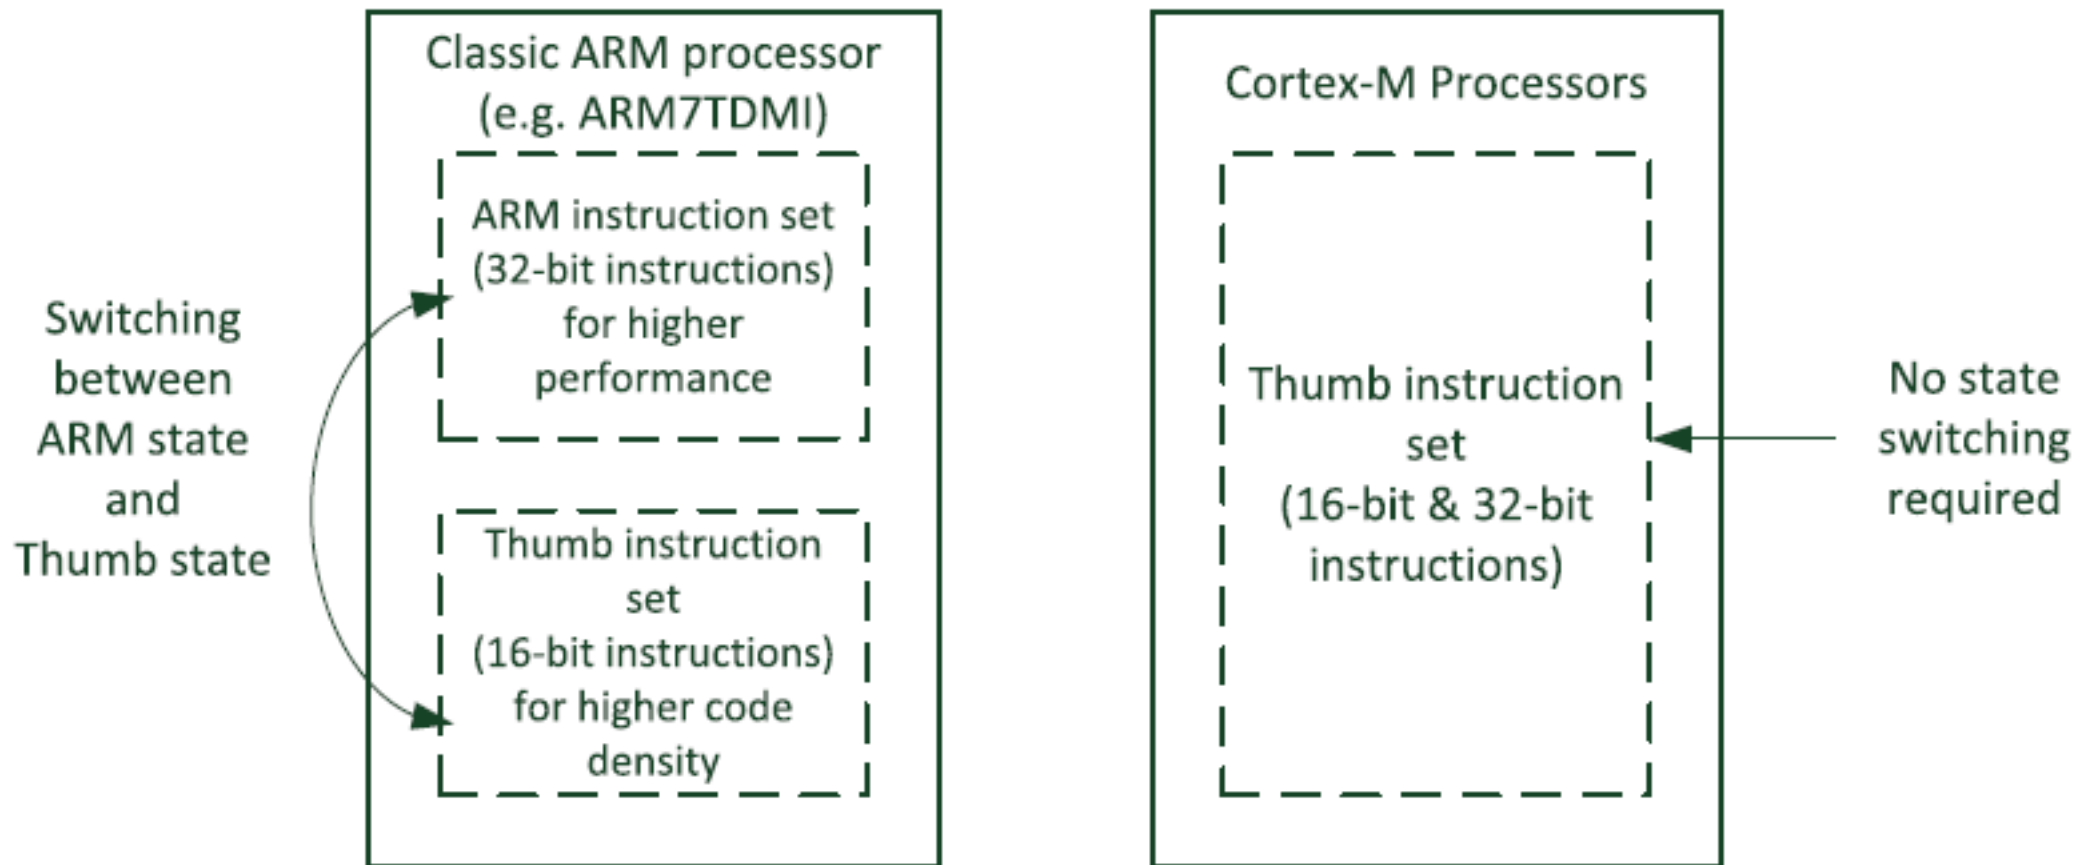 Classic ARM processor
(e.g. ARM7TDMI)
ARM instruction set
(32-bit instructions)
for higher
performance
Thumb instruction
set
(16-bit instructions)
for higher code
density
Switching
between
ARM state
and
Thumb state
Cortex-M Processors
Thumb instruction
set
(16-bit & 32-bit
instructions)
No state
switching
required